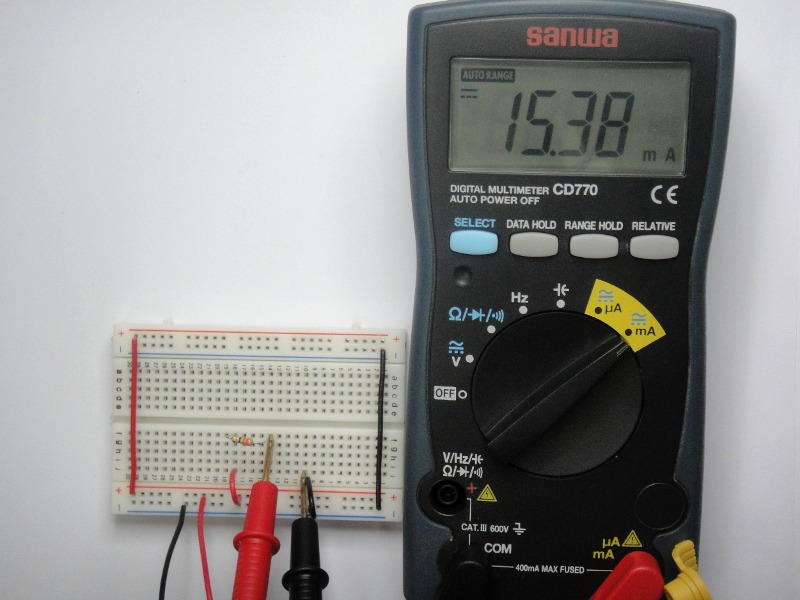 sanwa
AUTO RANGE
15.38 m A
DIGITAL MULTIMETER CD770
AUTO POWER OFF
CE
SELECT DATA HOLD RANGE HOLD RELATIVE
Hz
Ω/ /
µA
mA
V
OFF
V/Hz/
Ω/ /
+
CAT. III 600V
COM
µA
mA
400mA MAX FUSED
+ +
- -
a b c d e
a b c d e
f g h i j
f g h i j
+ +
- -